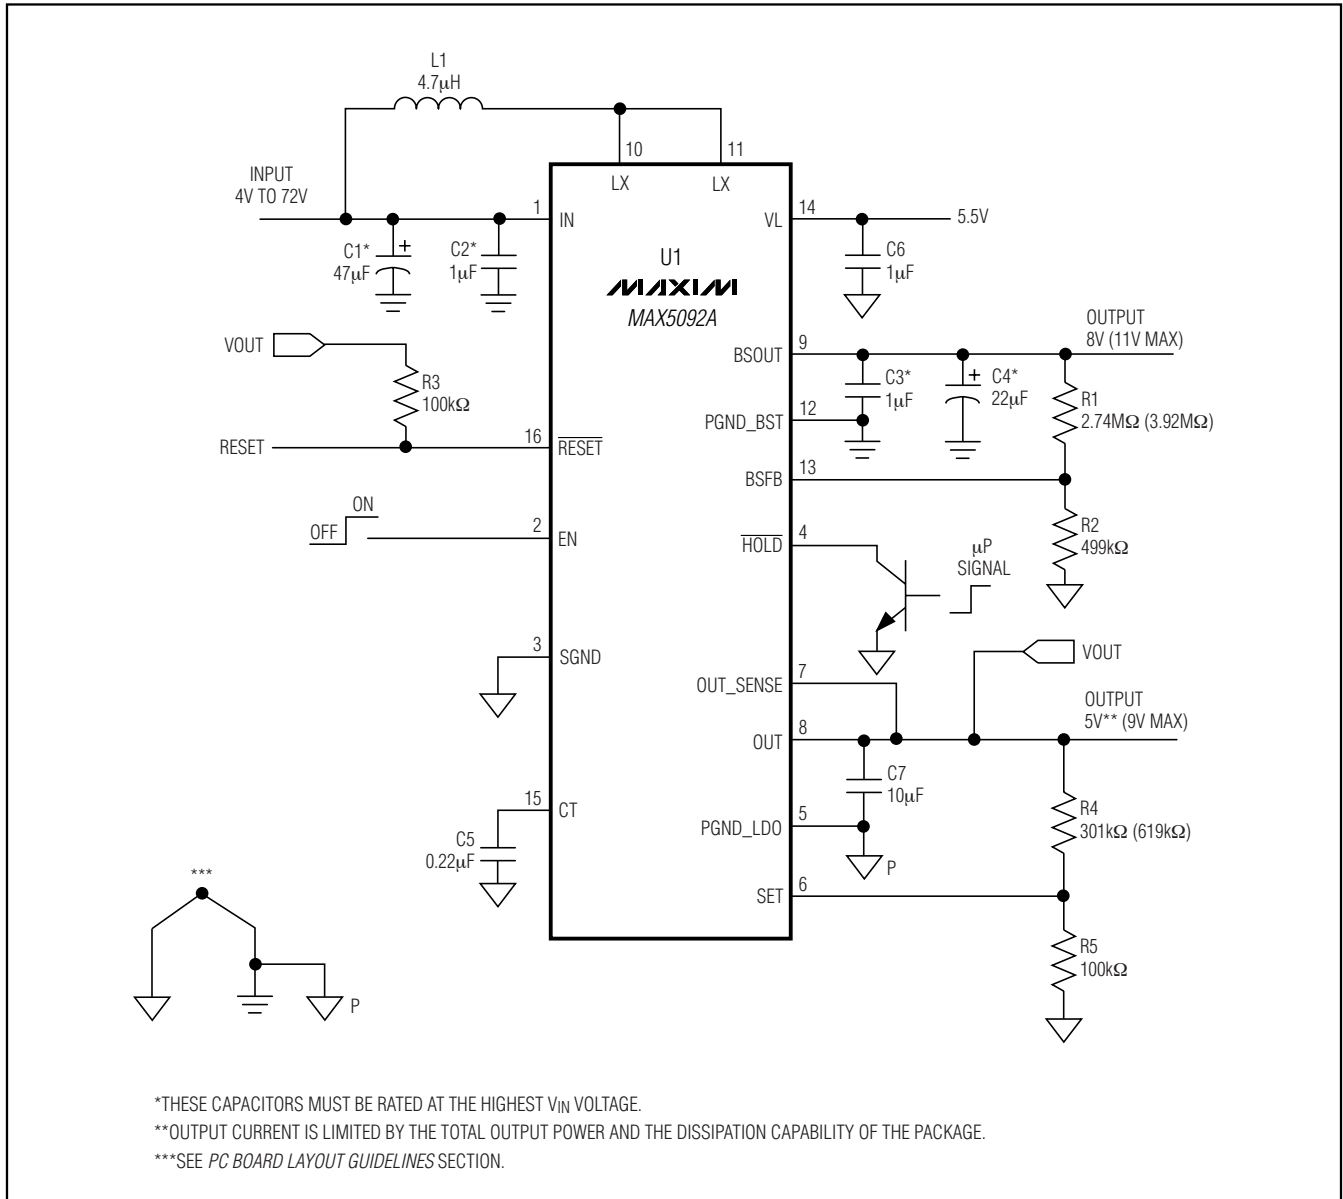 L1
4.7μH
10
11
LX
LX
INPUT
4V TO 72V
1
IN
C1*
+
47μF
C2*
1μF
U1
MAXIM
MAX5092A
VL
14
5.5V
C6
1μF
VOUT
R3
100kΩ
RESET
16
RESET
BSOUT
9
OUTPUT
8V (11V MAX)
C3*
1μF
+
C4*
22μF
R1
2.74MΩ (3.92MΩ)
PGND_BST
12
BSFB
13
R2
499kΩ
OFF
ON
2
EN
HOLD
4
μP
SIGNAL
3
SGND
OUT_SENSE
7
VOUT
OUT
8
OUTPUT
5V** (9V MAX)
C7
10μF
R4
301kΩ (619kΩ)
15
CT
C5
0.22μF
PGND_LDO
5
P
SET
6
R5
100kΩ
***
P
*THESE CAPACITORS MUST BE RATED AT THE HIGHEST VIN VOLTAGE.
**OUTPUT CURRENT IS LIMITED BY THE TOTAL OUTPUT POWER AND THE DISSIPATION CAPABILITY OF THE PACKAGE.
***SEE PC BOARD LAYOUT GUIDELINES SECTION.